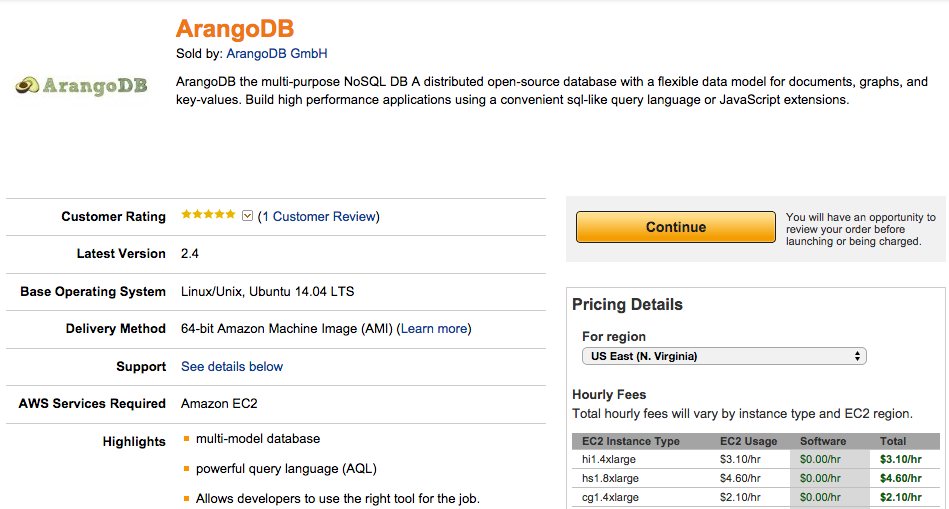 ArangoDB
Sold by: ArangoDB GmbH
ArangoDB
ArangoDB the multi-purpose NoSQL DB A distributed open-source database with a flexible data model for documents, graphs, and
key-values. Build high performance applications using a convenient sql-like query language or JavaScript extensions.
Customer Rating (1 Customer Review)
Latest Version 2.4
Base Operating System Linux/Unix, Ubuntu 14.04 LTS
Delivery Method 64-bit Amazon Machine Image (AMI) (Learn more)
Support See details below
AWS Services Required Amazon EC2
Highlights
multi-model database
powerful query language (AQL)
Allows developers to use the right tool for the job.
Continue
You will have an opportunity to
review your order before
launching or being charged.
Pricing Details
For region
US East (N. Virginia)
Hourly Fees
Total hourly fees will vary by instance type and EC2 region.
EC2 Instance Type EC2 Usage Software Total
hi1.4xlarge $3.10/hr $0.00/hr $3.10/hr
hs1.8xlarge $4.60/hr $0.00/hr $4.60/hr
cg1.4xlarge $2.10/hr $0.00/hr $2.10/hr